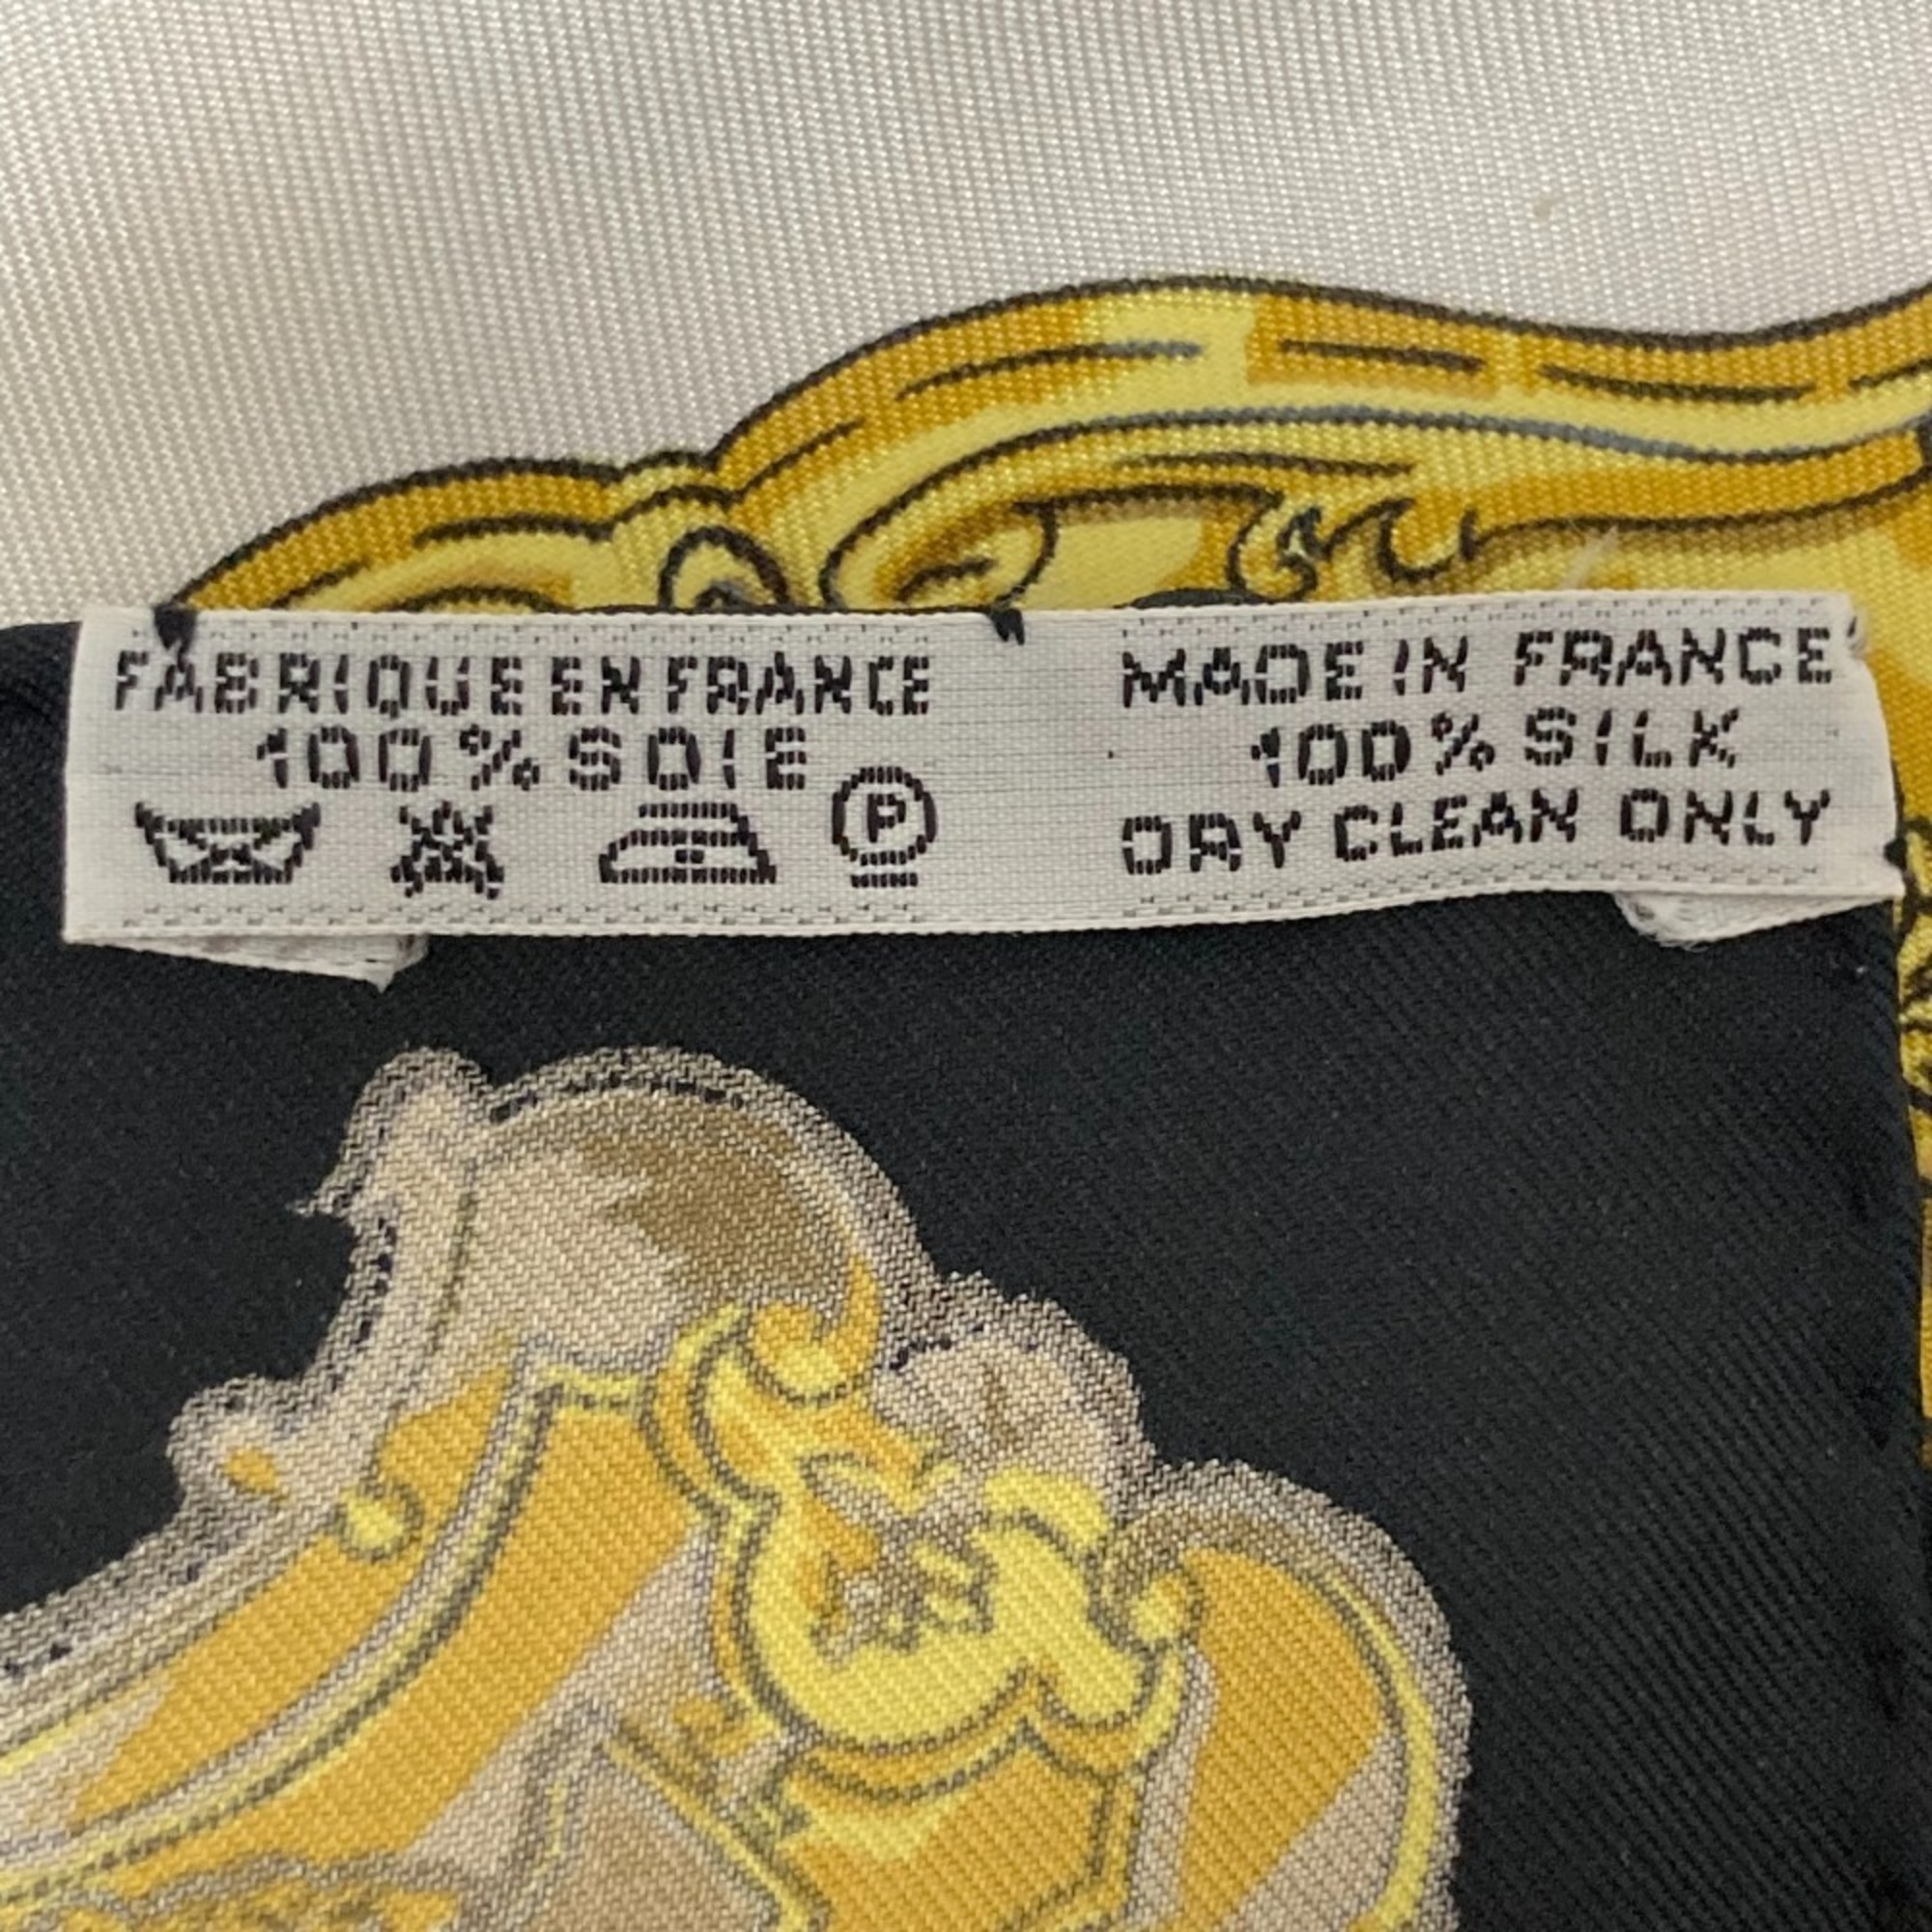 FABRIQUE EN FRANCE
100% SOIE
P
MADE IN FRANCE
100% SILK
DRY CLEAN ONLY